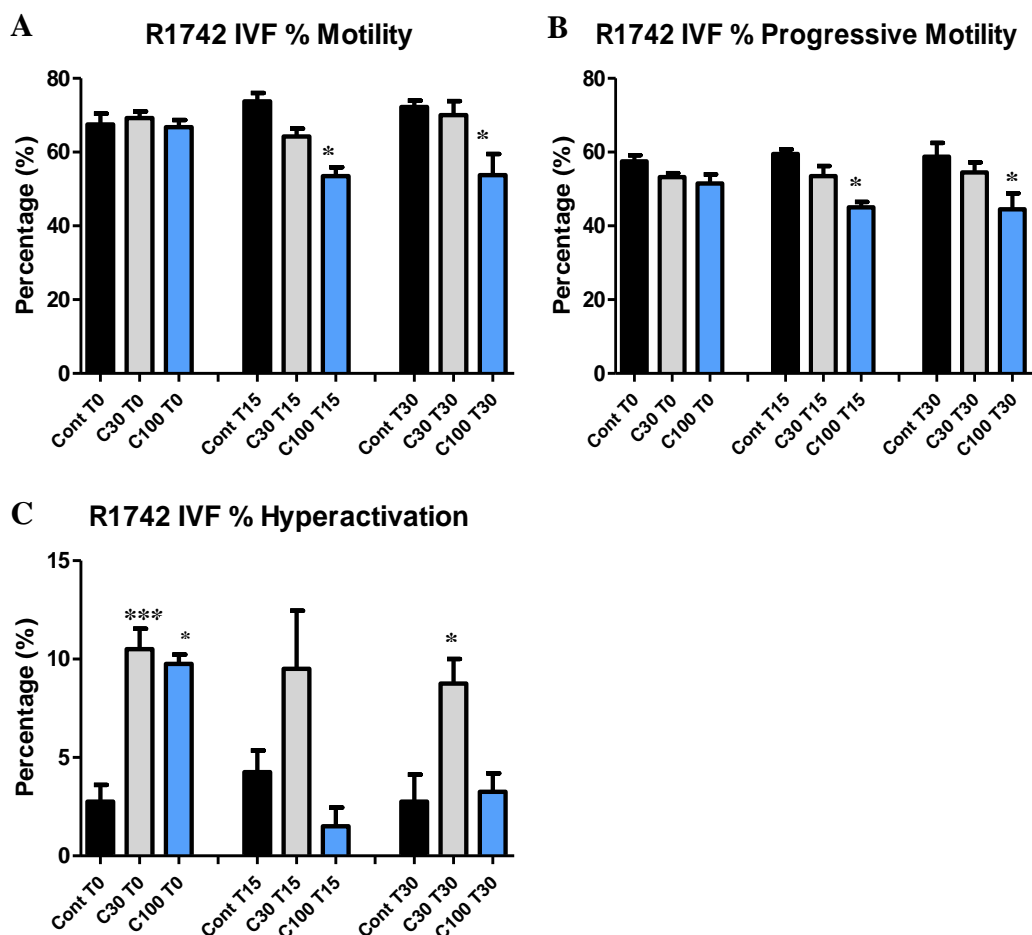 A
R1742 IVF % Motility
Percentage (%)
80
60
40
20
0
*
*
Cont T0
C30 T0
C100 T0
Cont T15
C30 T15
C100 T15
Cont T30
C30 T30
C100 T30
B
R1742 IVF % Progressive Motility
Percentage (%)
80
60
40
20
0
*
*
Cont T0
C30 T0
C100 T0
Cont T15
C30 T15
C100 T15
Cont T30
C30 T30
C100 T30
C
R1742 IVF % Hyperactivation
Percentage (%)
15
10
5
0
***
*
*
Cont T0
C30 T0
C100 T0
Cont T15
C30 T15
C100 T15
Cont T30
C30 T30
C100 T30